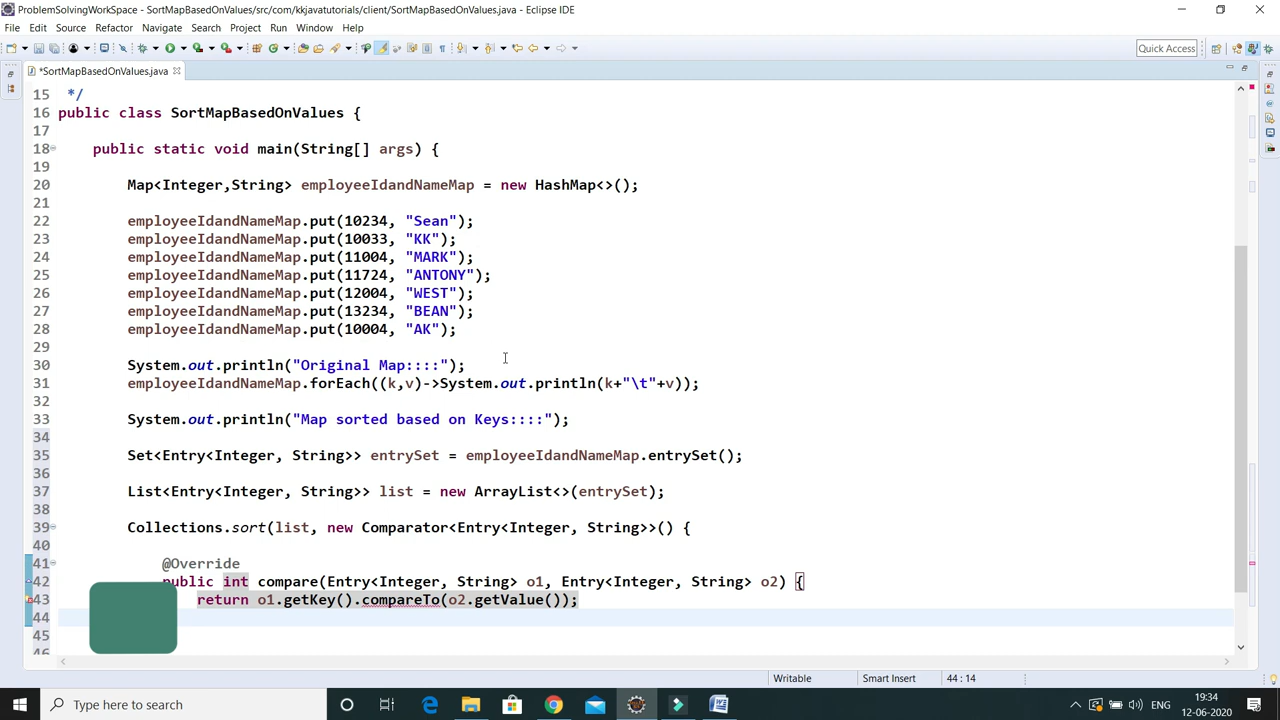 ProblemSolvingWorkSpace - SortMapBasedOnValues/src/com/kkjavatutorials/client/SortMapBasedOnValues.java - Eclipse IDE
File Edit Source Refactor Navigate Search Project Run Window Help
Quick Access
*SortMapBasedOnValues.java
15 */
16 public class SortMapBasedOnValues {
17
18 public static void main(String[] args) {
19
20 Map<Integer,String> employeeIdandNameMap = new HashMap<>();
21
22 employeeIdandNameMap.put(10234, "Sean");
23 employeeIdandNameMap.put(10033, "KK");
24 employeeIdandNameMap.put(11004, "MARK");
25 employeeIdandNameMap.put(11724, "ANTONY");
26 employeeIdandNameMap.put(12004, "WEST");
27 employeeIdandNameMap.put(13234, "BEAN");
28 employeeIdandNameMap.put(10004, "AK");
29
30 System.out.println("Original Map::::");
31 employeeIdandNameMap.forEach((k,v)->System.out.println(k+"\t"+v));
32
33 System.out.println("Map sorted based on Keys::::");
34
35 Set<Entry<Integer, String>> entrySet = employeeIdandNameMap.entrySet();
36
37 List<Entry<Integer, String>> list = new ArrayList<>(entrySet);
38
39 Collections.sort(list, new Comparator<Entry<Integer, String>>() {
40
41 @Override
42 public int compare(Entry<Integer, String> o1, Entry<Integer, String> o2) {
43 return o1.getKey().compareTo(o2.getValue());
44
45
46
Writable Smart Insert 44 : 14
Type here to search
ENG
19:34
12-06-2020